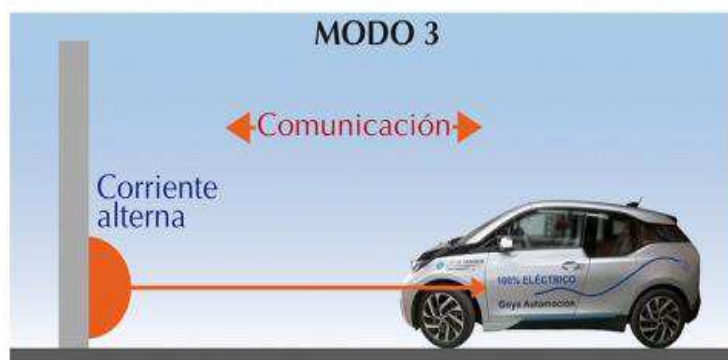 MODO 3
Comunicación
Corriente
alterna
100% ELÉCTRICO
Goya Automoción